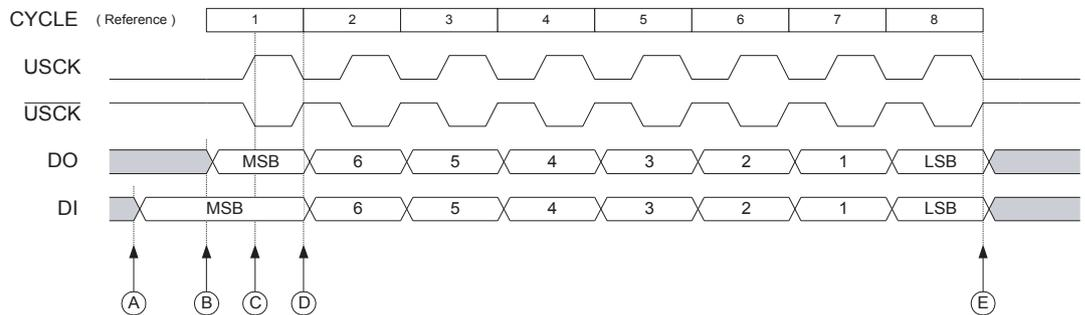 CYCLE ( Reference ) 1 2 3 4 5 6 7 8
USCK
USCK
DO MSB 6 5 4 3 2 1 LSB
DI MSB 6 5 4 3 2 1 LSB
A B C D E